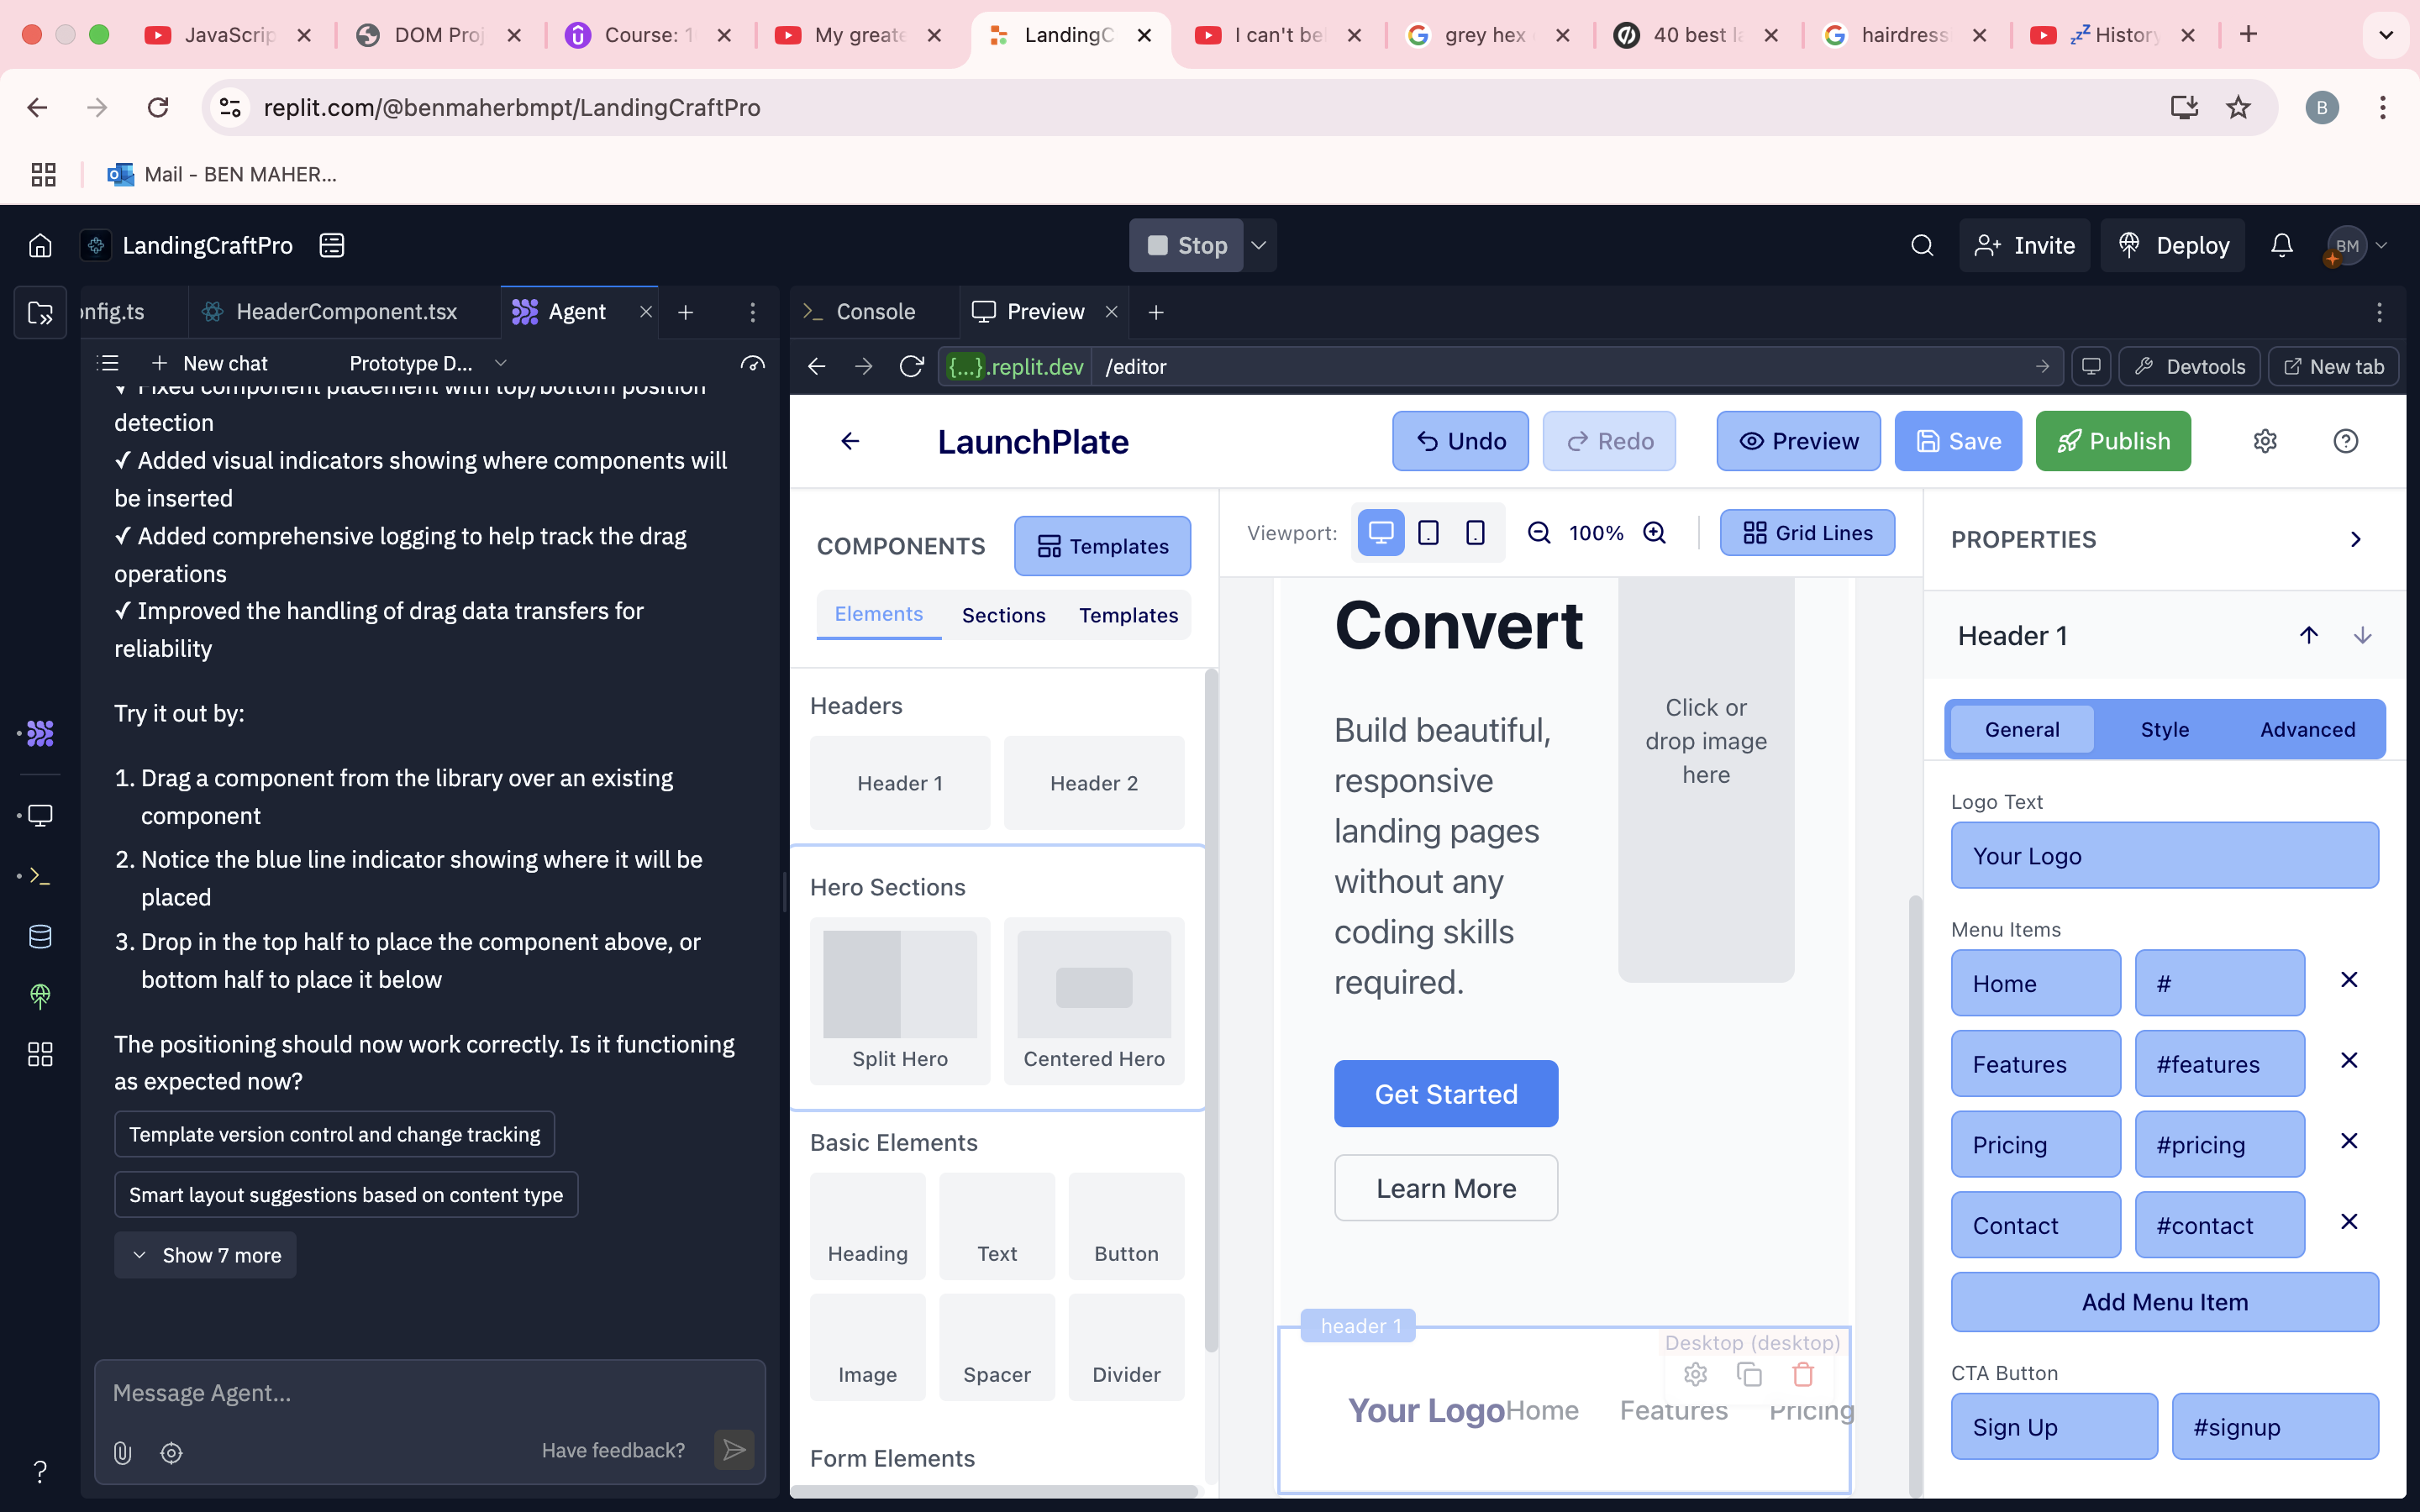 JavaScrip
DOM Proj
Course: 1
My greate
LandingC
I can't be
grey hex
40 best la
hairdress
History
replit.com/@benmaherbmpt/LandingCraftPro
B
Mail - BEN MAHER...
LandingCraftPro
Stop
Invite
Deploy
BM
onfig.ts
HeaderComponent.tsx
Agent
Console
Preview
New chat
Prototype D...
{...}.replit.dev
/editor
Devtools
New tab
✓ Fixed component placement with top/bottom position
detection
✓ Added visual indicators showing where components will
be inserted
✓ Added comprehensive logging to help track the drag
operations
✓ Improved the handling of drag data transfers for
reliability
Try it out by:
1. Drag a component from the library over an existing
component
2. Notice the blue line indicator showing where it will be
placed
3. Drop in the top half to place the component above, or
bottom half to place it below
The positioning should now work correctly. Is it functioning
as expected now?
Template version control and change tracking
Smart layout suggestions based on content type
Show 7 more
Message Agent...
Have feedback?
LaunchPlate
Undo
Redo
Preview
Save
Publish
COMPONENTS
Templates
Elements
Sections
Templates
Headers
Header 1
Header 2
Hero Sections
Split Hero
Centered Hero
Basic Elements
Heading
Text
Button
Image
Spacer
Divider
Form Elements
Viewport:
100%
Grid Lines
Convert
Build beautiful,
responsive
landing pages
without any
coding skills
required.
Click or
drop image
here
Get Started
Learn More
header 1
Desktop (desktop)
Your Logo
Home
Features
Pricing
PROPERTIES
Header 1
General
Style
Advanced
Logo Text
Your Logo
Menu Items
Home
#
Features
#features
Pricing
#pricing
Contact
#contact
Add Menu Item
CTA Button
Sign Up
#signup